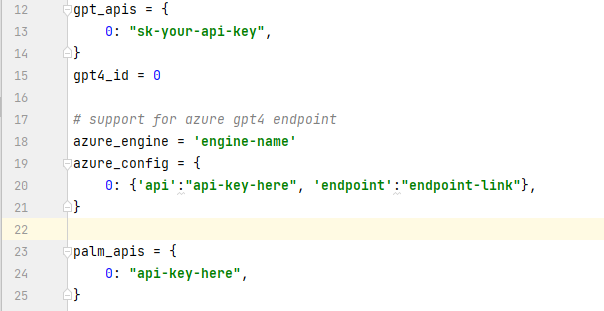 12 gpt_apis = {
13     0: "sk-your-api-key",
14 }
15 gpt4_id = 0
16
17 # support for azure gpt4 endpoint
18 azure_engine = 'engine-name'
19 azure_config = {
20     0: {'api':"api-key-here", 'endpoint':"endpoint-link"},
21 }
22
23 palm_apis = {
24     0: "api-key-here",
25 }